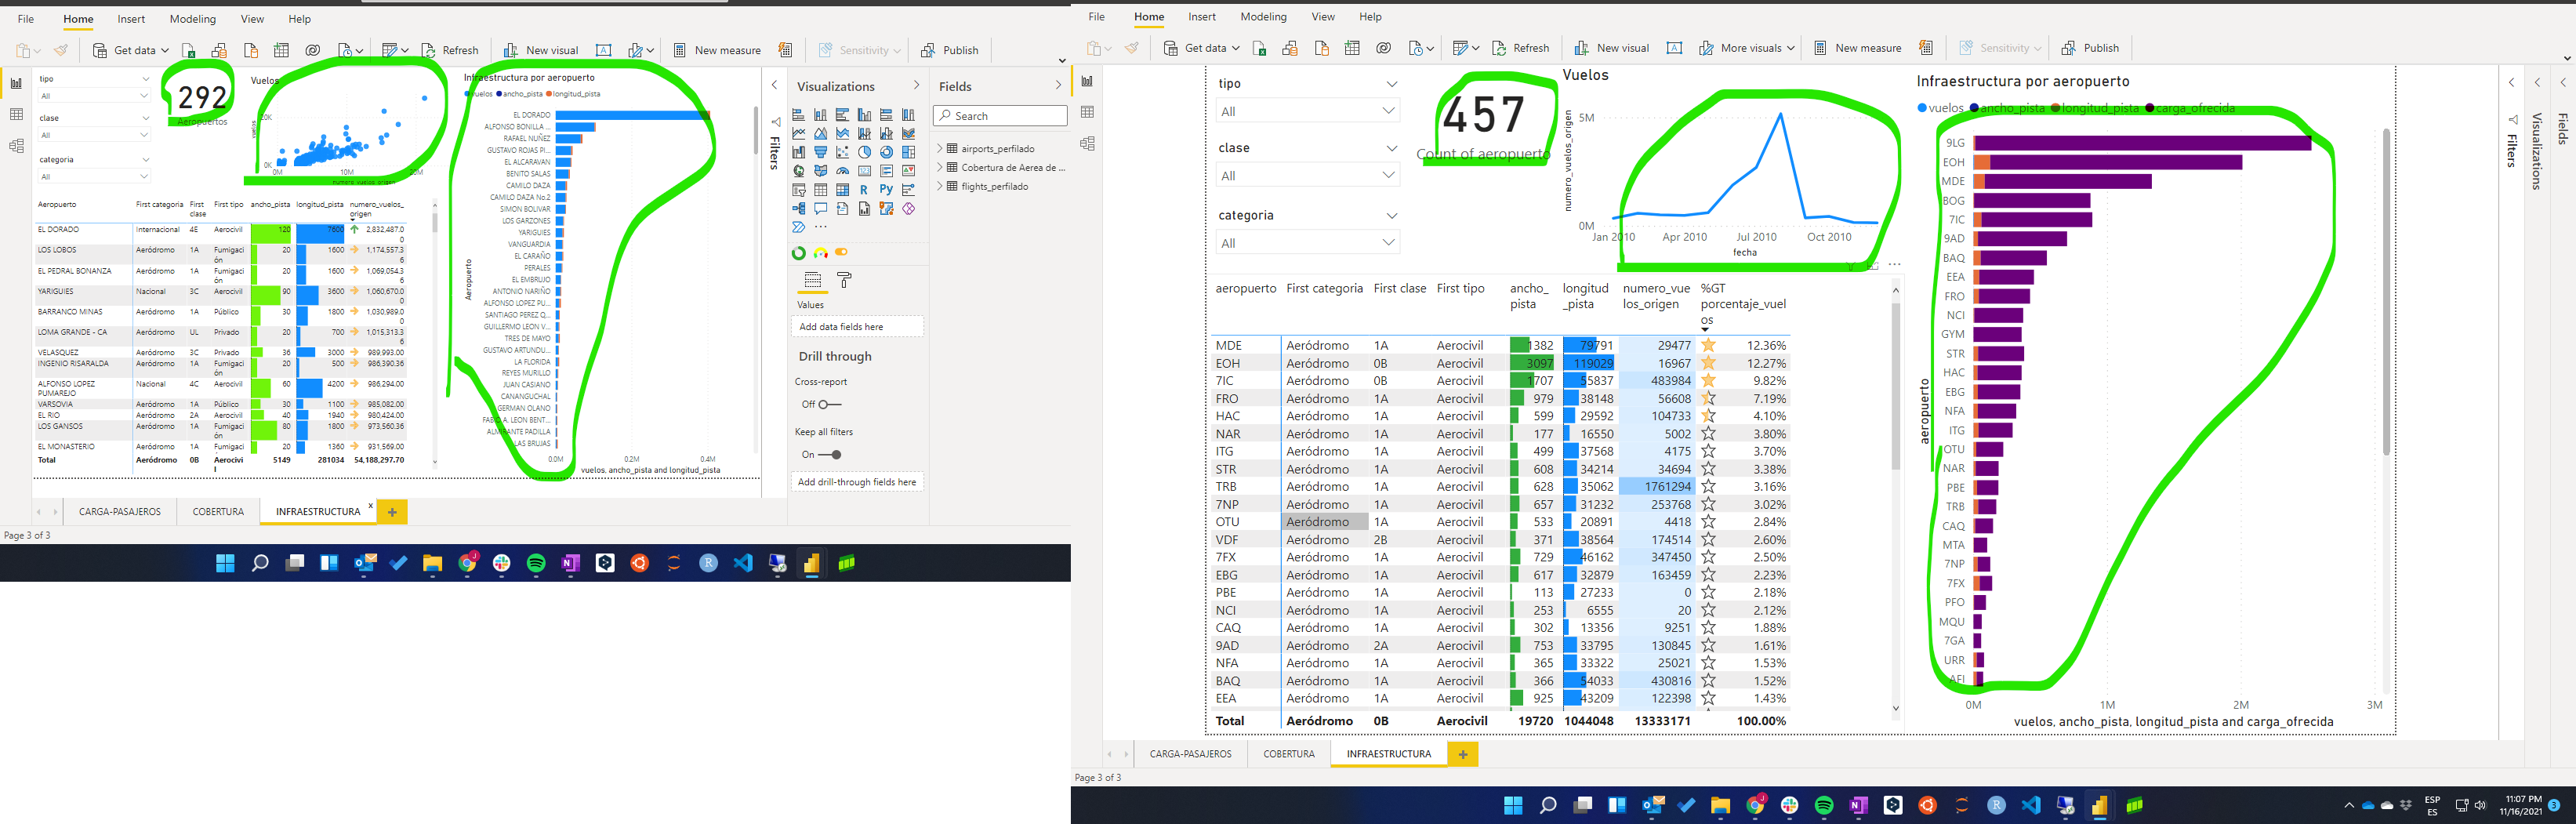 File Home Insert Modeling View Help
Get data Refresh New visual New measure Sensitivity Publish
tipo
All
clase
All
categoria
All
292
Aeropuertos
Vuelos
vuelos
20K
0K
0M 10M 20M
numero_vuelos_origen
Infraestructura por aeropuerto
vuelos ancho_pista longitud_pista
Aeropuerto
EL DORADO
ALFONSO BONILLA ...
RAFAEL NUÑEZ
GUSTAVO ROJAS PI...
EL ALCARAVAN
BENITO SALAS
CAMILO DAZA
CAMILO DAZA No.2
SIMON BOLIVAR
LOS GARZONES
YARIGUIES
VANGUARDIA
EL CARAÑO
PERALES
EL EMBRUJO
ANTONIO NARIÑO
ALFONSO LOPEZ PU...
SANTIAGO PEREZ Q...
GUILLERMO LEON V...
TRES DE MAYO
GUSTAVO ARTUNDU...
LA FLORIDA
REYES MURILLO
JUAN CASIANO
CANANGUCHAL
GERMAN OLANO
FABIO A. LEON BENT...
ALMIRANTE PADILLA
LAS BRUJAS
0.0M 0.2M 0.4M
vuelos, ancho_pista and longitud_pista
Aeropuerto First categoria First clase First tipo ancho_pista longitud_pista numero_vuelos_origen
EL DORADO Internacional 4E Aerocivil 120 7600 2,832,487.00
LOS LOBOS Aeródromo 1A Fumigación 20 1600 1,174,557.36
EL PEDRAL BONANZA Aeródromo 1A Fumigación 20 1600 1,069,054.36
YARIGUIES Nacional 3C Aerocivil 90 3600 1,060,670.00
BARRANCO MINAS Aeródromo 1A Público 30 1800 1,030,989.00
LOMA GRANDE - CA Aeródromo UL Privado 20 700 1,015,313.36
VELASQUEZ Aeródromo 3C Privado 36 3000 989,993.00
INGENIO RISARALDA Aeródromo 1A Fumigación 20 500 986,390.36
ALFONSO LOPEZ PUMAREJO Nacional 4C Aerocivil 60 4200 986,294.00
VARSOVIA Aeródromo 1A Público 30 1100 985,082.00
EL RIO Aeródromo 2A Aerocivil 40 1940 980,424.00
LOS GANSOS Aeródromo 1A Fumigación 80 1800 973,560.36
EL MONASTERIO Aeródromo 1A Fumigaci 20 1360 931,569.00
Total Aeródromo 0B Aerocivil 5149 281034 54,188,297.70
Filters
Visualizations
R Py
Values
Add data fields here
Drill through
Cross-report
Off
Keep all filters
On
Add drill-through fields here
Fields
Search
airports_perfilado
Cobertura de Aerea de ...
flights_perfilado
CARGA-PASAJEROS COBERTURA INFRAESTRUCTURA x +
Page 3 of 3
File Home Insert Modeling View Help
Get data Refresh New visual More visuals New measure Sensitivity Publish
tipo
All
clase
All
categoria
All
457
Count of aeropuerto
Vuelos
numero_vuelos_origen
5M
0M
Jan 2010 Apr 2010 Jul 2010 Oct 2010
fecha
aeropuerto First categoria First clase First tipo ancho_pista longitud_pista numero_vuelos_origen %GT porcentaje_vuelos
MDE Aeródromo 1A Aerocivil 1382 79791 29477 12.36%
EOH Aeródromo 0B Aerocivil 3097 119029 16967 12.27%
7IC Aeródromo 0B Aerocivil 1707 55837 483984 9.82%
FRO Aeródromo 1A Aerocivil 979 38148 56608 7.19%
HAC Aeródromo 1A Aerocivil 599 29592 104733 4.10%
NAR Aeródromo 1A Aerocivil 177 16550 5002 3.80%
ITG Aeródromo 1A Aerocivil 499 37568 4175 3.70%
STR Aeródromo 1A Aerocivil 608 34214 34694 3.38%
TRB Aeródromo 1A Aerocivil 628 35062 1761294 3.16%
7NP Aeródromo 1A Aerocivil 657 31232 253768 3.02%
OTU Aeródromo 1A Aerocivil 533 20891 4418 2.84%
VDF Aeródromo 2B Aerocivil 371 38564 174514 2.60%
7FX Aeródromo 1A Aerocivil 729 46162 347450 2.50%
EBG Aeródromo 1A Aerocivil 617 32879 163459 2.23%
PBE Aeródromo 1A Aerocivil 113 27233 0 2.18%
NCI Aeródromo 1A Aerocivil 253 6555 20 2.12%
CAQ Aeródromo 1A Aerocivil 302 13356 9251 1.88%
9AD Aeródromo 2A Aerocivil 753 33795 130845 1.61%
NFA Aeródromo 1A Aerocivil 365 33322 25021 1.53%
BAQ Aeródromo 1A Aerocivil 366 54033 430816 1.52%
EEA Aeródromo 1A Aerocivil 925 43209 122398 1.43%
Total Aeródromo 0B Aerocivil 19720 1044048 13333171 100.00%
Infraestructura por aeropuerto
vuelos ancho_pista longitud_pista carga_ofrecida
aeropuerto
9LG
EOH
MDE
BOG
7IC
9AD
BAQ
EEA
FRO
NCI
GYM
STR
HAC
EBG
NFA
ITG
OTU
NAR
PBE
TRB
CAQ
MTA
7NP
7FX
PFO
MQU
7GA
URR
AFI
0M 1M 2M 3M
vuelos, ancho_pista, longitud_pista and carga_ofrecida
Filters
Visualizations
Fields
CARGA-PASAJEROS COBERTURA INFRAESTRUCTURA +
Page 3 of 3
ESP
ES
11:07 PM
11/16/2021
3